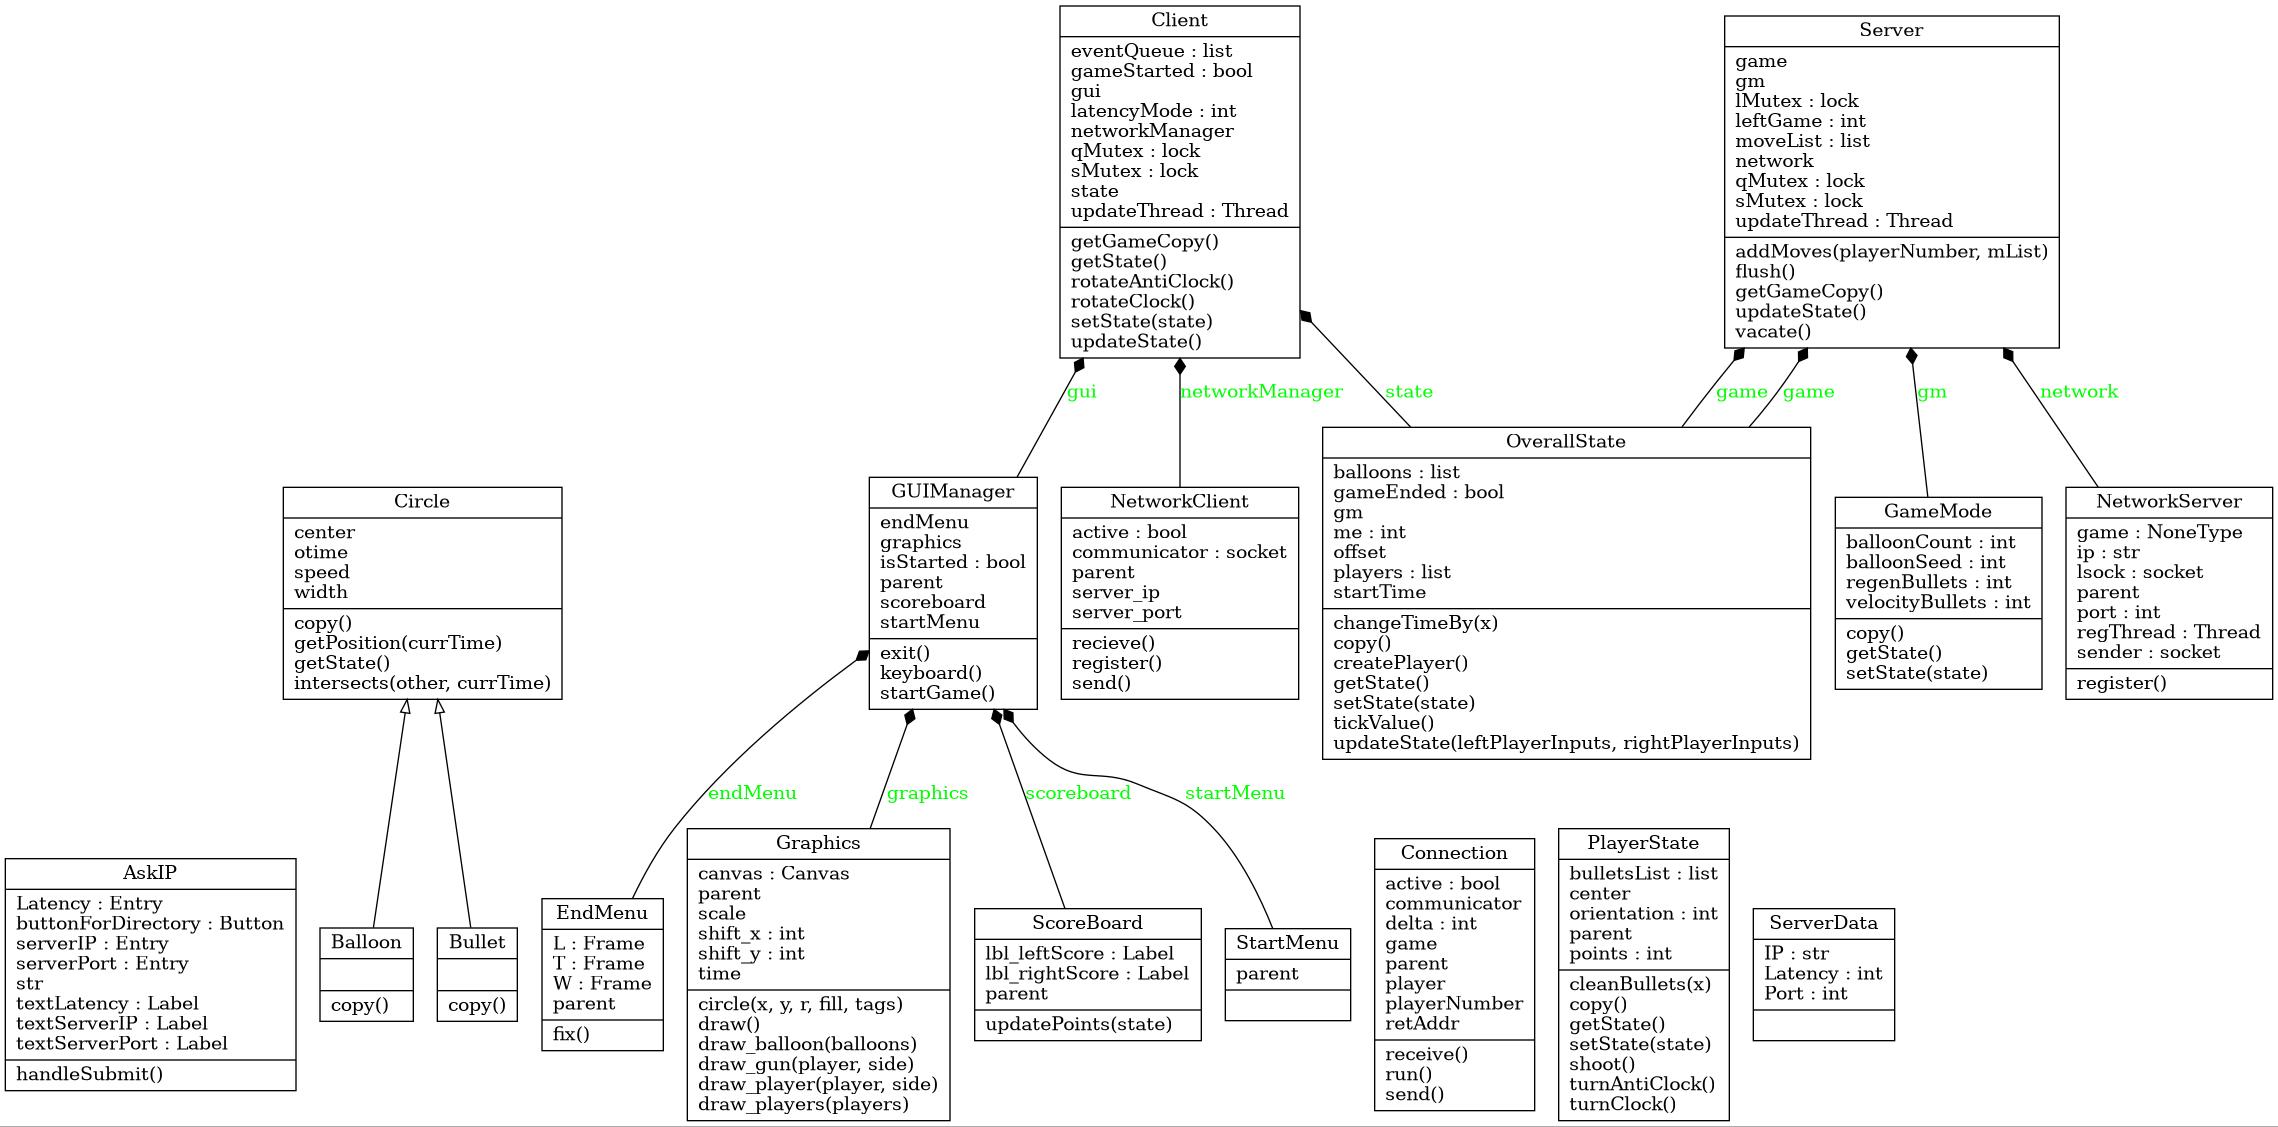 Client
eventQueue : list
gameStarted : bool
gui
latencyMode : int
networkManager
qMutex : lock
sMutex : lock
state
updateThread : Thread
getGameCopy()
getState()
rotateAntiClock()
rotateClock()
setState(state)
updateState()
Server
game
gm
lMutex : lock
leftGame : int
moveList : list
network
qMutex : lock
sMutex : lock
updateThread : Thread
addMoves(playerNumber, mList)
flush()
getGameCopy()
updateState()
vacate()
gui
networkManager
state
game
game
gm
network
Circle
center
otime
speed
width
copy()
getPosition(currTime)
getState()
intersects(other, currTime)
GUIManager
endMenu
graphics
isStarted : bool
parent
scoreboard
startMenu
exit()
keyboard()
startGame()
NetworkClient
active : bool
communicator : socket
parent
server_ip
server_port
recieve()
register()
send()
OverallState
balloons : list
gameEnded : bool
gm
me : int
offset
players : list
startTime
changeTimeBy(x)
copy()
createPlayer()
getState()
setState(state)
tickValue()
updateState(leftPlayerInputs, rightPlayerInputs)
GameMode
balloonCount : int
balloonSeed : int
regenBullets : int
velocityBullets : int
copy()
getState()
setState(state)
NetworkServer
game : NoneType
ip : str
lsock : socket
parent
port : int
regThread : Thread
sender : socket
register()
endMenu
graphics
scoreboard
startMenu
AskIP
Latency : Entry
buttonForDirectory : Button
serverIP : Entry
serverPort : Entry
str
textLatency : Label
textServerIP : Label
textServerPort : Label
handleSubmit()
Balloon
copy()
Bullet
copy()
EndMenu
L : Frame
T : Frame
W : Frame
parent
fix()
Graphics
canvas : Canvas
parent
scale
shift_x : int
shift_y : int
time
circle(x, y, r, fill, tags)
draw()
draw_balloon(balloons)
draw_gun(player, side)
draw_player(player, side)
draw_players(players)
ScoreBoard
lbl_leftScore : Label
lbl_rightScore : Label
parent
updatePoints(state)
StartMenu
parent
Connection
active : bool
communicator
delta : int
game
parent
player
playerNumber
retAddr
receive()
run()
send()
PlayerState
bulletsList : list
center
orientation : int
parent
points : int
cleanBullets(x)
copy()
getState()
setState(state)
shoot()
turnAntiClock()
turnClock()
ServerData
IP : str
Latency : int
Port : int